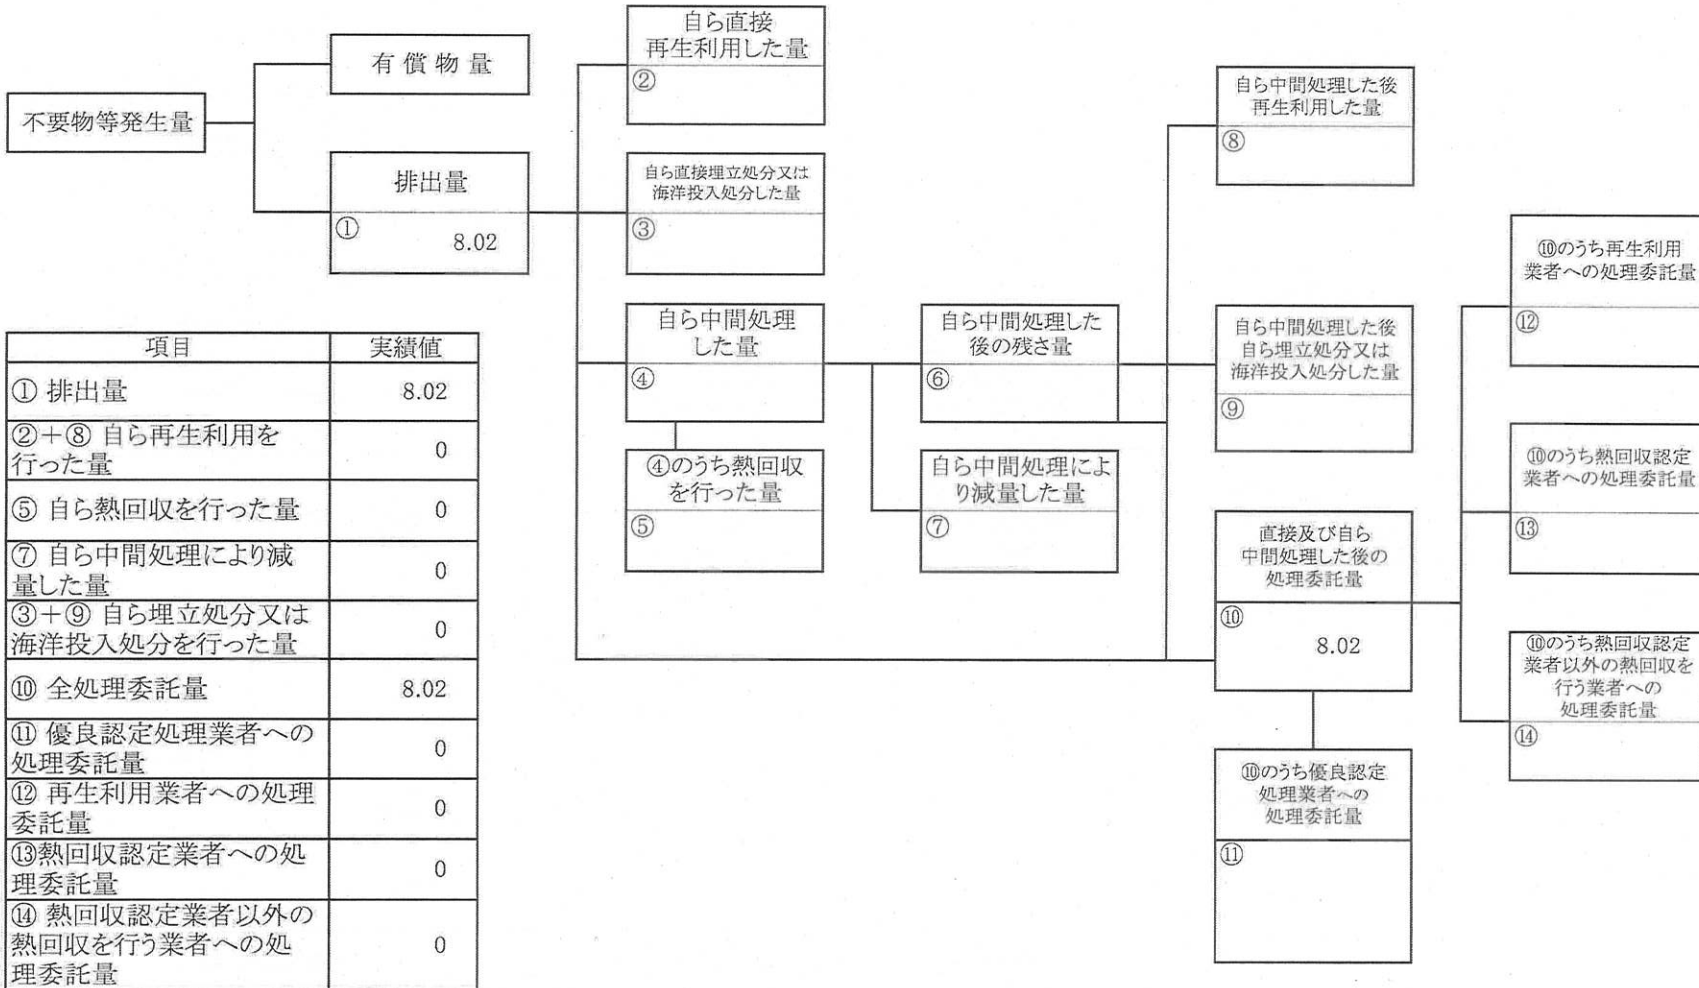 不要物等発生量
有償物量
排出量
①
8.02
自ら直接
再生利用した量
②
自ら直接埋立処分又は
海洋投入処分した量
③
自ら中間処理
した量
④
④のうち熱回収
を行った量
⑤
自ら中間処理した
後の残さ量
⑥
自ら中間処理によ
り減量した量
⑦
自ら中間処理した後
再生利用した量
⑧
自ら中間処理した後
自ら埋立処分又は
海洋投入処分した量
⑨
直接及び自ら
中間処理した後の
処理委託量
⑩
8.02
⑩のうち優良認定
処理業者への
処理委託量
⑪
⑩のうち再生利用
業者への処理委託量
⑫
⑩のうち熱回収認定
業者への処理委託量
⑬
⑩のうち熱回収認定
業者以外の熱回収を
行う業者への
処理委託量
⑭
項目 実績値
① 排出量 8.02
②+⑧ 自ら再生利用を
行った量 0
⑤ 自ら熱回収を行った量 0
⑦ 自ら中間処理により減
量した量 0
③+⑨ 自ら埋立処分又は
海洋投入処分を行った量 0
⑩ 全処理委託量 8.02
⑪ 優良認定処理業者への
処理委託量 0
⑫ 再生利用業者への処理
委託量 0
⑬熱回収認定業者への処
理委託量 0
⑭ 熱回収認定業者以外の
熱回収を行う業者への処
理委託量 0